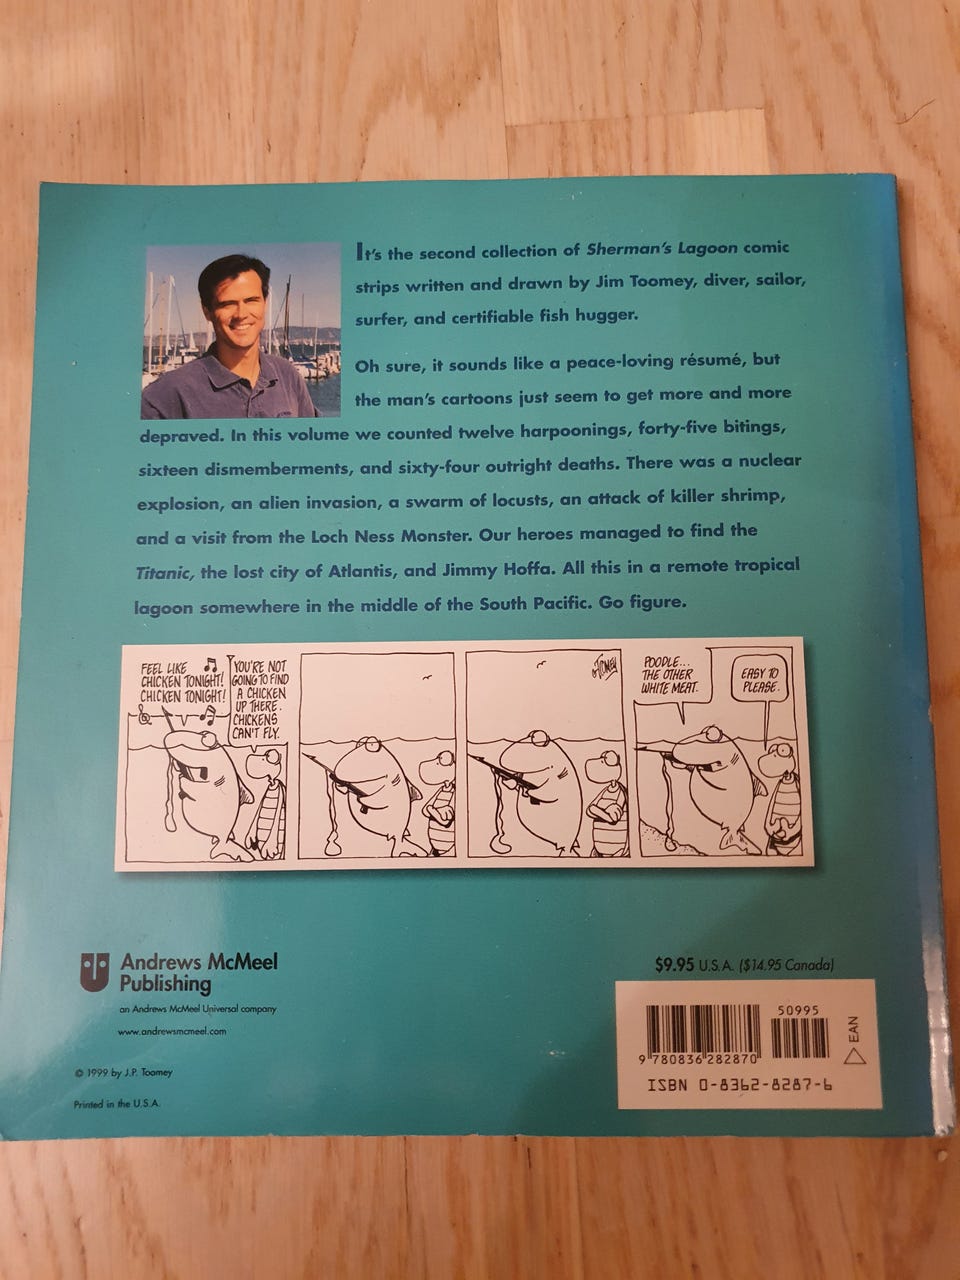 It's the second collection of Sherman's Lagoon comic
strips written and drawn by Jim Toomey, diver, sailor,
surfer, and certifiable fish hugger.
Oh sure, it sounds like a peace-loving résumé, but
the man's cartoons just seem to get more and more
depraved. In this volume we counted twelve harpoonings, forty-five bitings,
sixteen dismemberments, and sixty-four outright deaths. There was a nuclear
explosion, an alien invasion, a swarm of locusts, an attack of killer shrimp,
and a visit from the Loch Ness Monster. Our heroes managed to find the
Titanic, the lost city of Atlantis, and Jimmy Hoffa. All this in a remote tropical
lagoon somewhere in the middle of the South Pacific. Go figure.
FEEL LIKE
CHICKEN TONIGHT!
CHICKEN TONIGHT!
YOU'RE NOT
GOING TO FIND
A CHICKEN
UP THERE.
CHICKENS
CAN'T FLY.
TOOMEY
POODLE...
THE OTHER
WHITE MEAT.
EASY TO
PLEASE.
Andrews McMeel
Publishing
an Andrews McMeel Universal company
www.andrewsmcmeel.com
© 1999 by J.P. Toomey
Printed in the U.S.A.
$9.95 U.S.A. ($14.95 Canada)
50995
9 780836 282870
EAN
ISBN 0-8362-8287-6